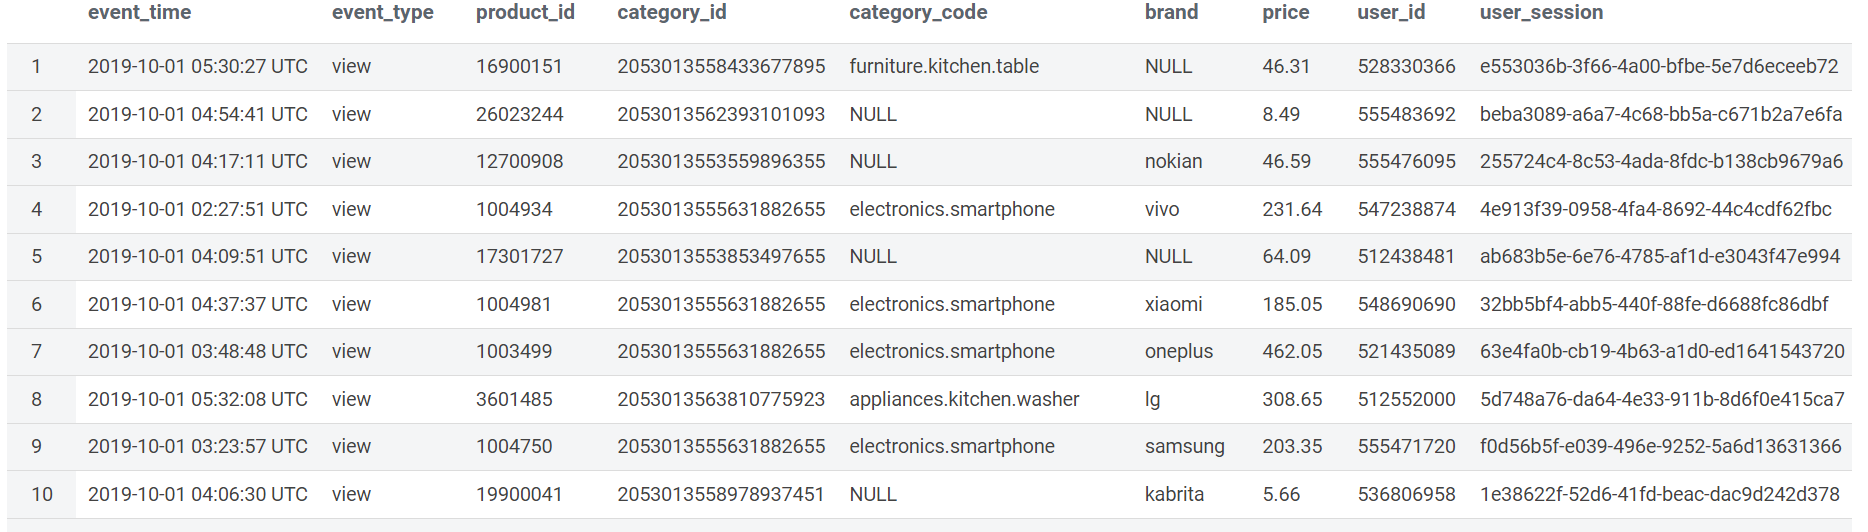 event_time event_type product_id category_id category_code brand price user_id user_session
1 2019-10-01 05:30:27 UTC view 16900151 2053013558433677895 furniture.kitchen.table NULL 46.31 528330366 e553036b-3f66-4a00-bfbe-5e7d6eceeb72
2 2019-10-01 04:54:41 UTC view 26023244 2053013562393101093 NULL NULL 8.49 555483692 beba3089-a6a7-4c68-bb5a-c671b2a7e6fa
3 2019-10-01 04:17:11 UTC view 12700908 2053013553559896355 NULL nokian 46.59 555476095 255724c4-8c53-4ada-8fdc-b138cb9679a6
4 2019-10-01 02:27:51 UTC view 1004934 2053013555631882655 electronics.smartphone vivo 231.64 547238874 4e913f39-0958-4fa4-8692-44c4cdf62fbc
5 2019-10-01 04:09:51 UTC view 17301727 2053013553853497655 NULL NULL 64.09 512438481 ab683b5e-6e76-4785-af1d-e3043f47e994
6 2019-10-01 04:37:37 UTC view 1004981 2053013555631882655 electronics.smartphone xiaomi 185.05 548690690 32bb5bf4-abb5-440f-88fe-d6688fc86dbf
7 2019-10-01 03:48:48 UTC view 1003499 2053013555631882655 electronics.smartphone oneplus 462.05 521435089 63e4fa0b-cb19-4b63-a1d0-ed1641543720
8 2019-10-01 05:32:08 UTC view 3601485 2053013563810775923 appliances.kitchen.washer lg 308.65 512552000 5d748a76-da64-4e33-911b-8d6f0e415ca7
9 2019-10-01 03:23:57 UTC view 1004750 2053013555631882655 electronics.smartphone samsung 203.35 555471720 f0d56b5f-e039-496e-9252-5a6d13631366
10 2019-10-01 04:06:30 UTC view 19900041 2053013558978937451 NULL kabrita 5.66 536806958 1e38622f-52d6-41fd-beac-dac9d242d378